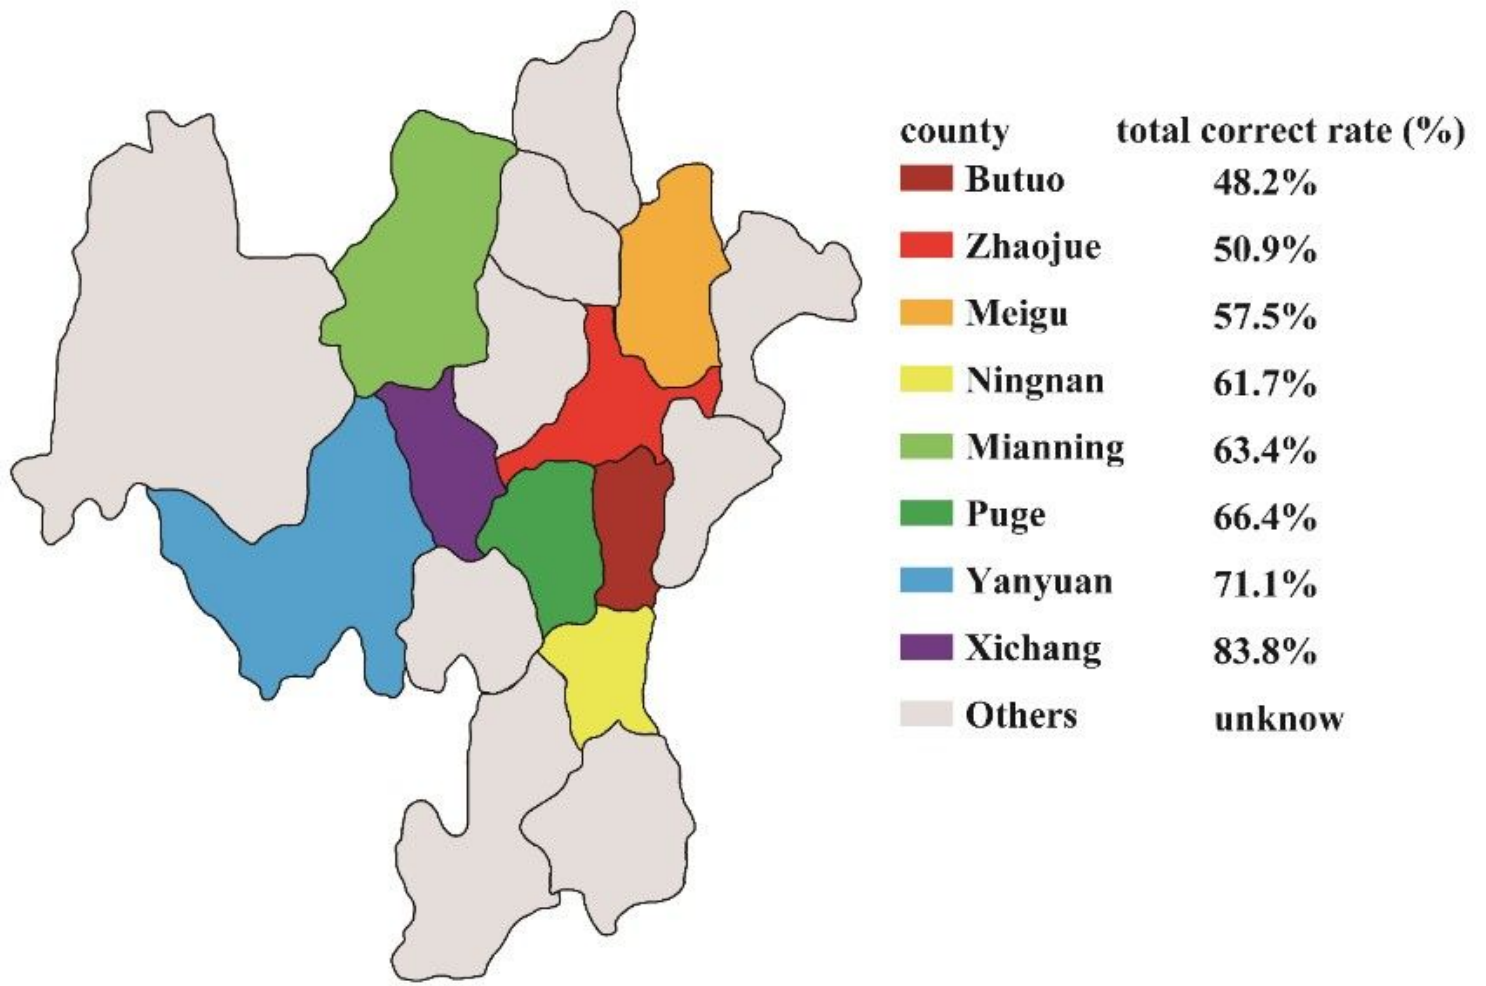 county total correct rate (%)
Butuo 48.2%
Zhaojue 50.9%
Meigu 57.5%
Ningnan 61.7%
Mianning 63.4%
Puge 66.4%
Yanyuan 71.1%
Xichang 83.8%
Others unknow